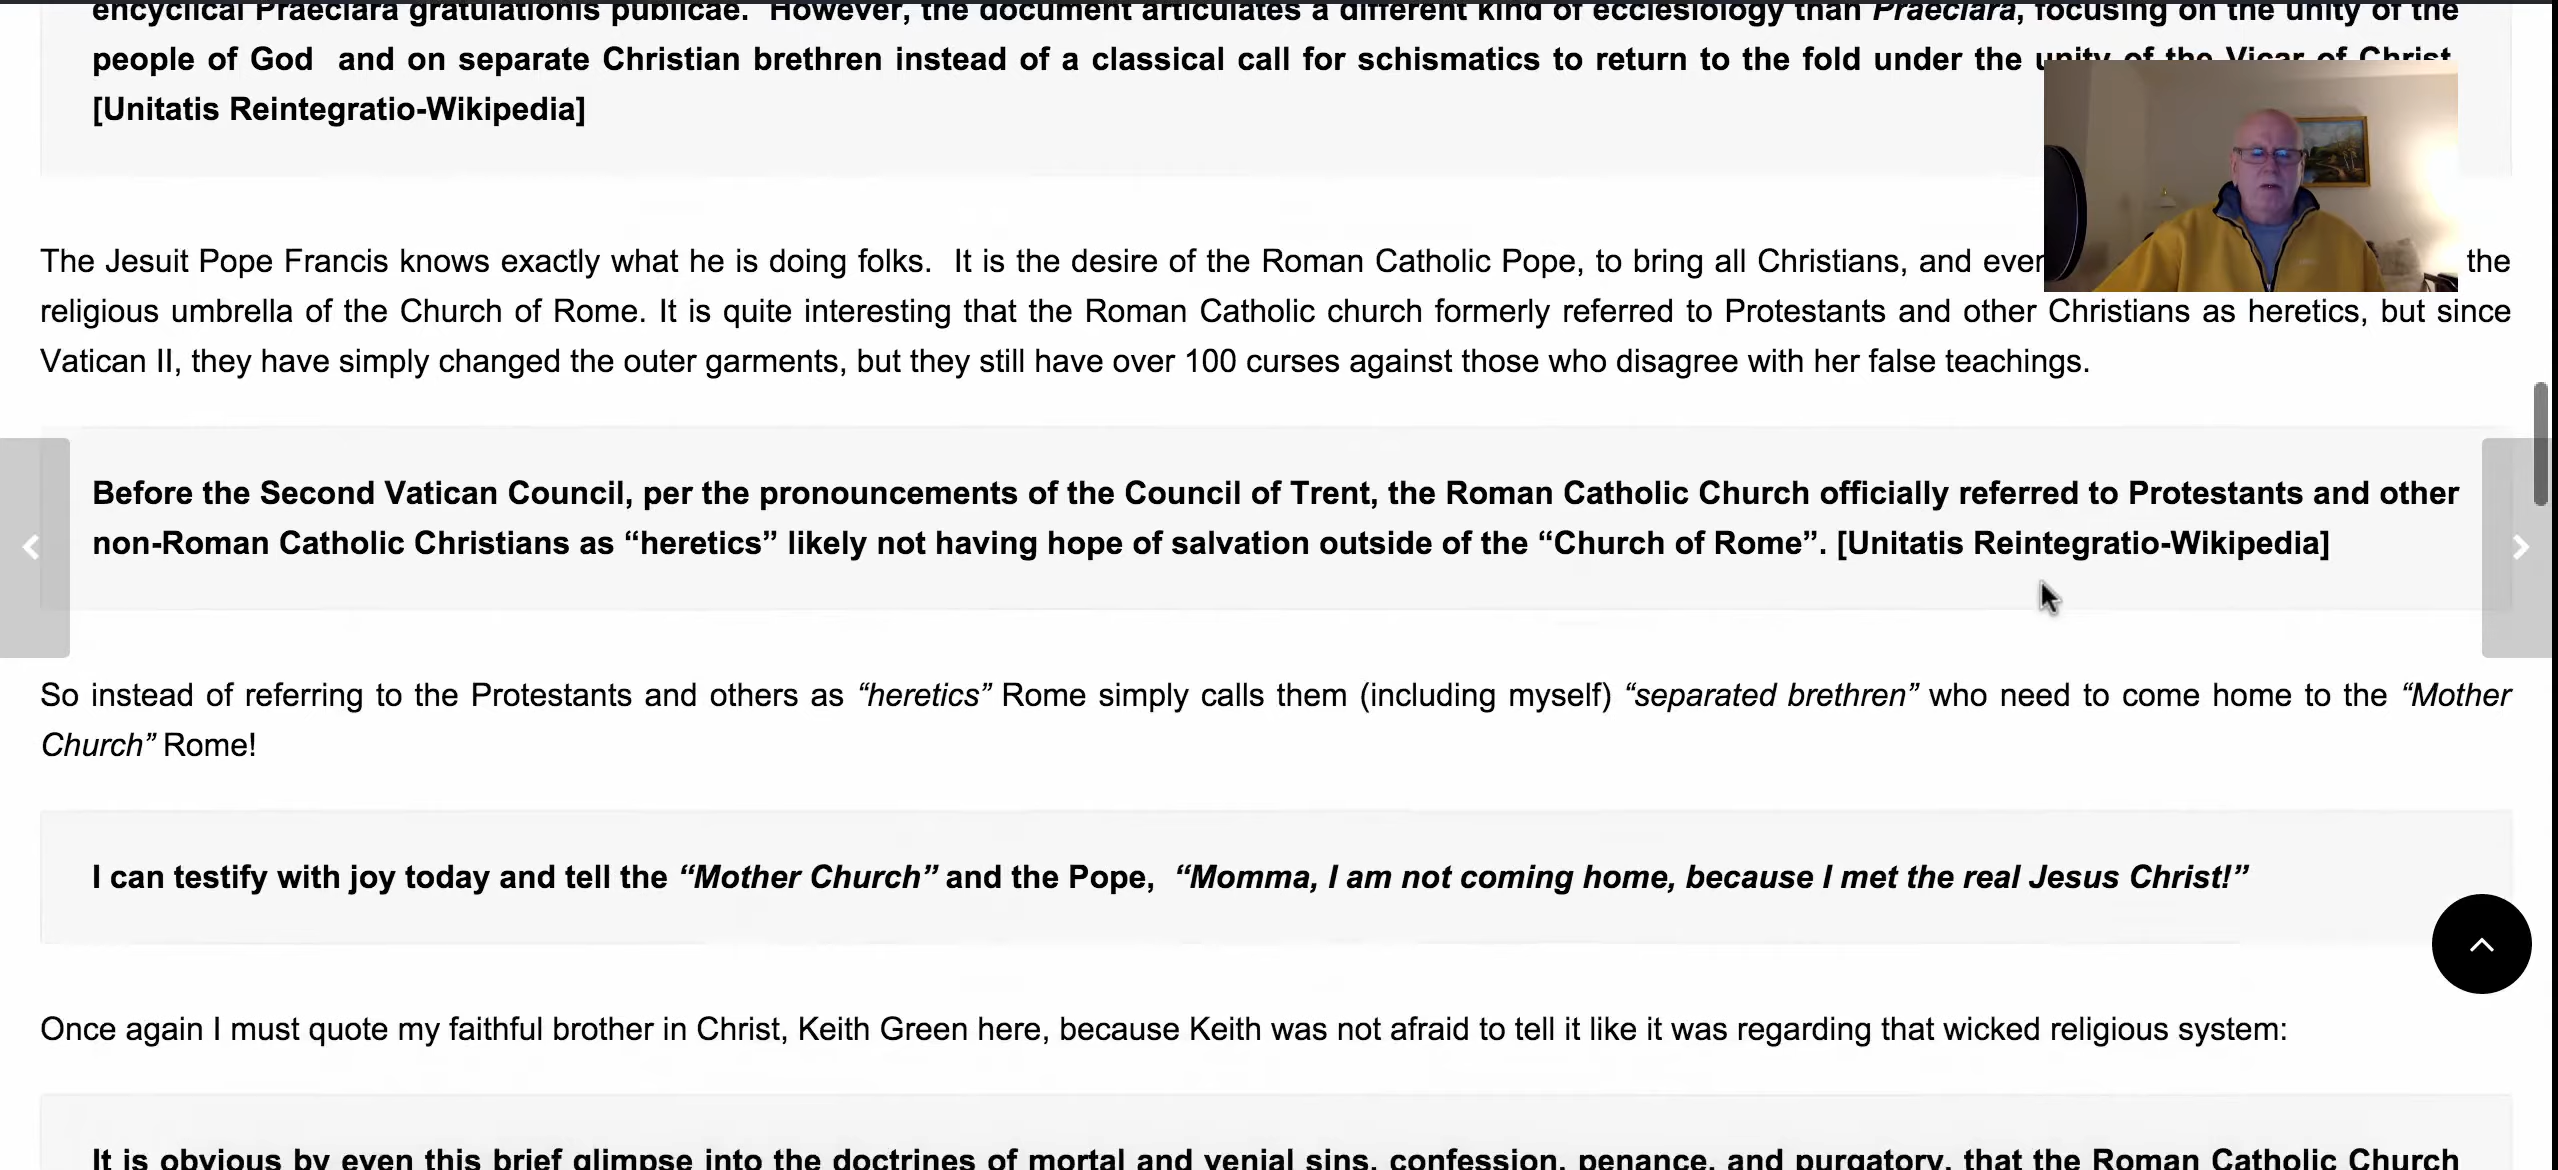 encyclical Praeclara gratulationis publicae.  However, the document articulates a different kind of ecclesiology than Praeclara, focusing on the unity of the
people of God  and on separate Christian brethren instead of a classical call for schismatics to return to the fold under the unity of the Vicar of Christ.
[Unitatis Reintegratio-Wikipedia]
The Jesuit Pope Francis knows exactly what he is doing folks.  It is the desire of the Roman Catholic Pope, to bring all Christians, and the
religious umbrella of the Church of Rome. It is quite interesting that the Roman Catholic church formerly referred to Protestants and other Christians as heretics, but since
Vatican II, they have simply changed the outer garments, but they still have over 100 curses against those who disagree with her false teachings.
Before the Second Vatican Council, per the pronouncements of the Council of Trent, the Roman Catholic Church officially referred to Protestants and other
non-Roman Catholic Christians as “heretics” likely not having hope of salvation outside of the “Church of Rome”. [Unitatis Reintegratio-Wikipedia]
So instead of referring to the Protestants and others as “heretics” Rome simply calls them (including myself) “separated brethren” who need to come home to the “Mother
Church” Rome!
I can testify with joy today and tell the “Mother Church” and the Pope,  “Momma, I am not coming home, because I met the real Jesus Christ!”
Once again I must quote my faithful brother in Christ, Keith Green here, because Keith was not afraid to tell it like it was regarding that wicked religious system:
It is obvious by even this brief glimpse into the doctrines of mortal and venial sins, confession, penance, and purgatory, that the Roman Catholic Church